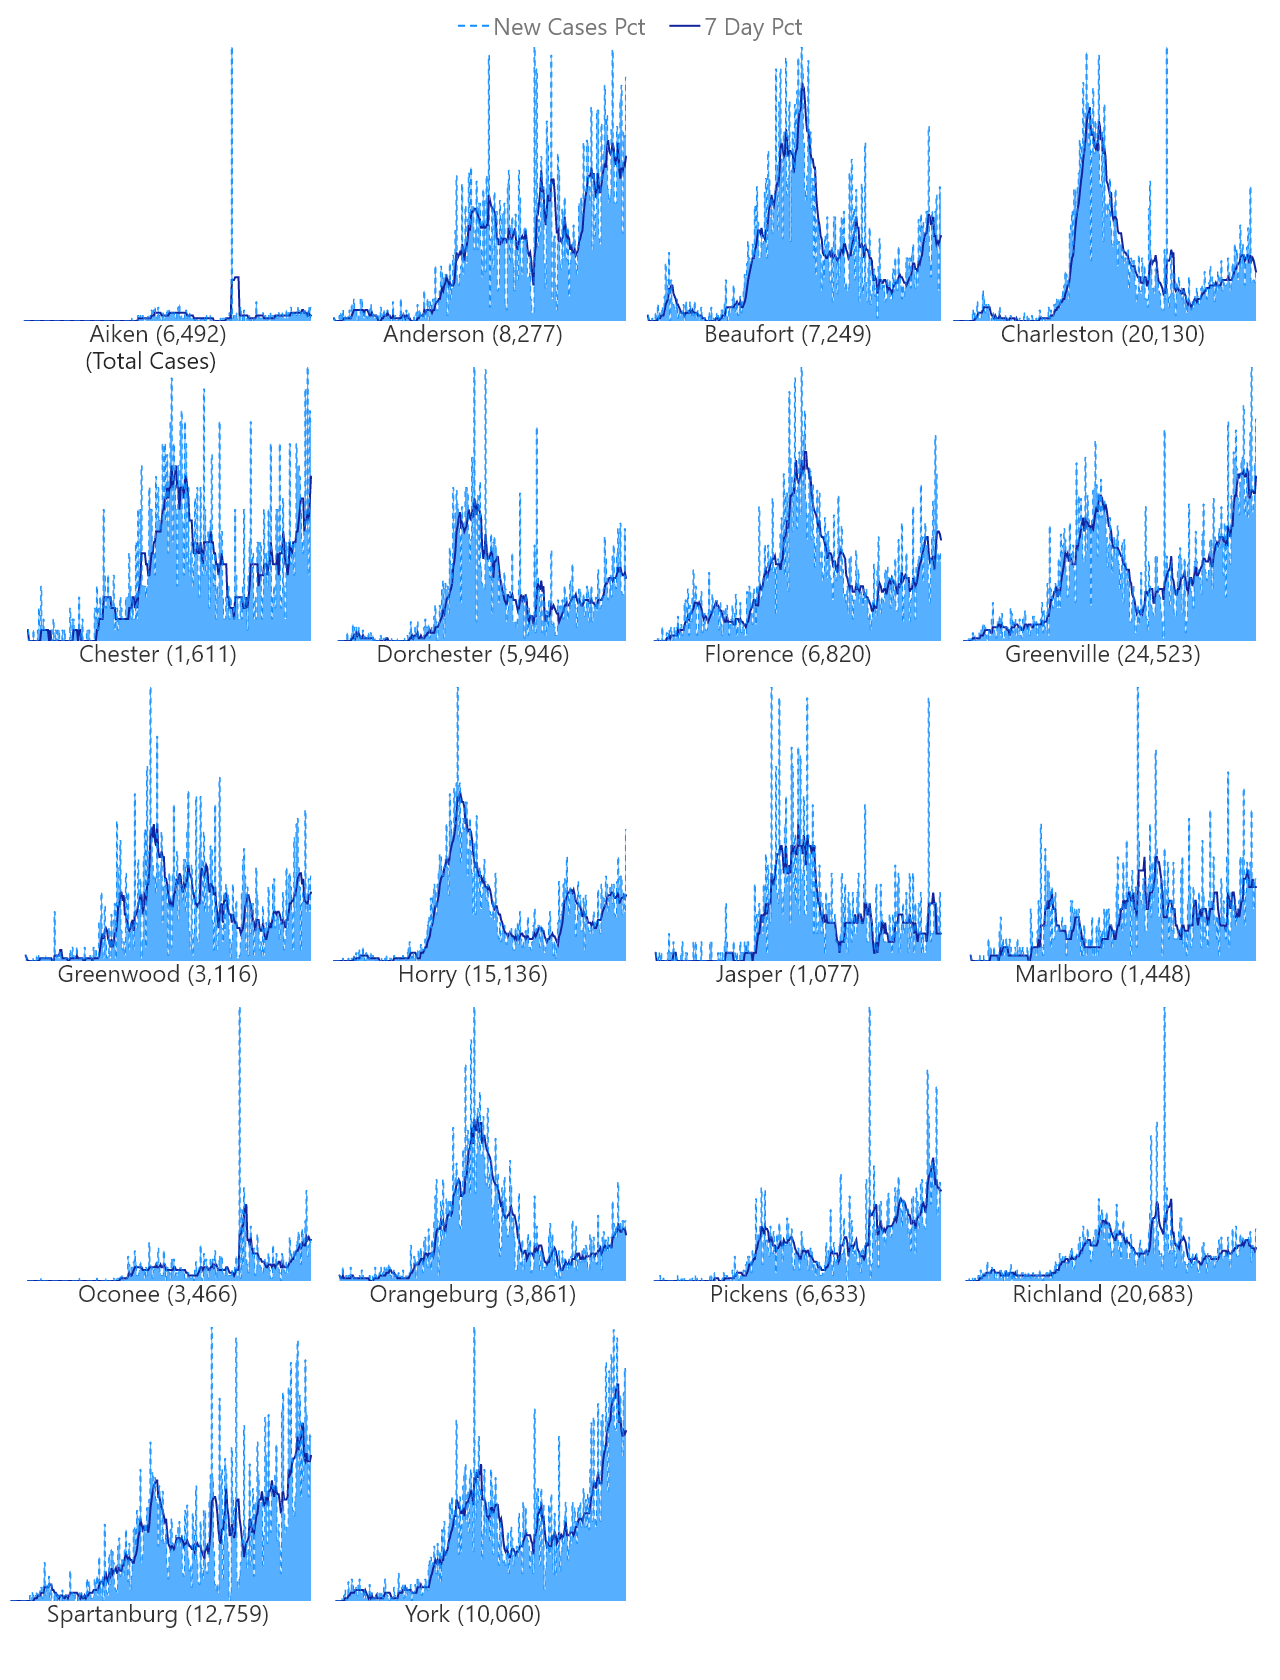 New Cases Pct 7 Day Pct
Aiken (6,492) Anderson (8,277) Beaufort (7,249) Charleston (20,130)
(Total Cases)
Chester (1,611) Dorchester (5,946) Florence (6,820) Greenville (24,523)
Greenwood (3,116) Horry (15,136) Jasper (1,077) Marlboro (1,448)
Oconee (3,466) Orangeburg (3,861) Pickens (6,633) Richland (20,683)
Spartanburg (12,759) York (10,060)